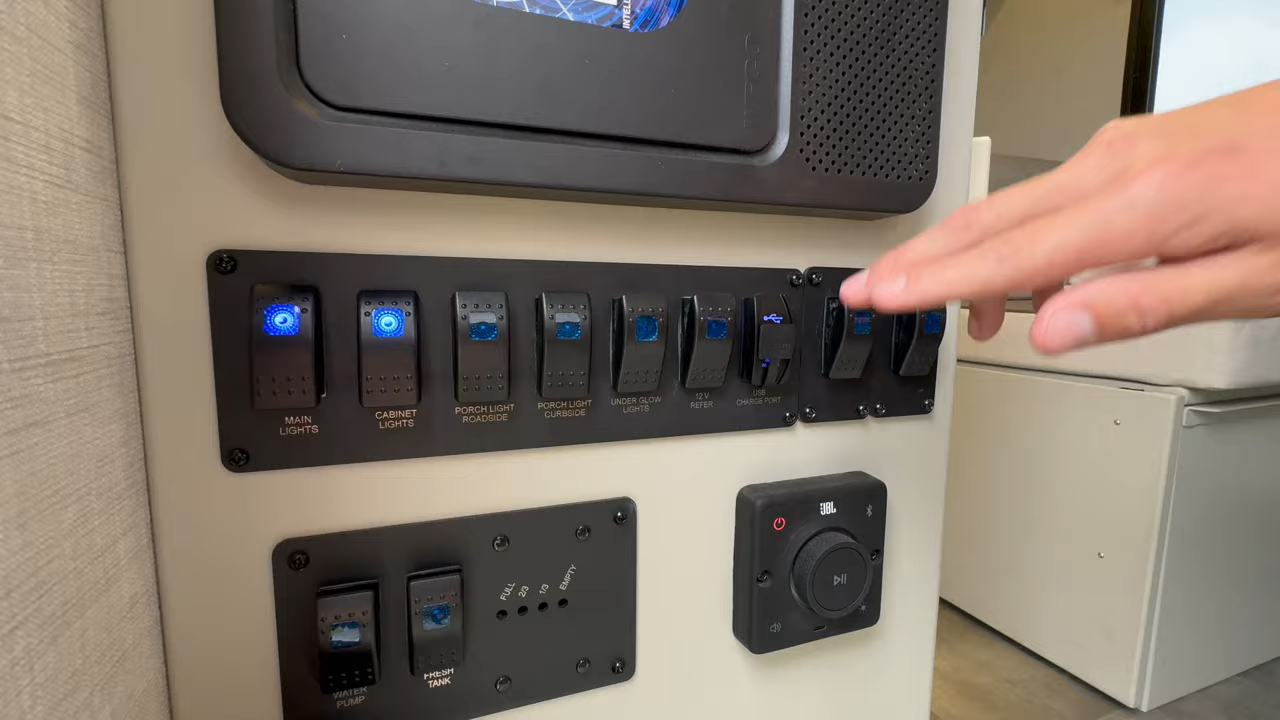 INTELL
MAIN
LIGHTS
CABINET
LIGHTS
PORCH LIGHT
ROADSIDE
PORCH LIGHT
CURBSIDE
UNDER GLOW
LIGHTS
12 V
REFER
USB
CHARGE PORT
JBL
FULL
2/3
1/3
EMPTY
WATER
PUMP
FRESH
TANK